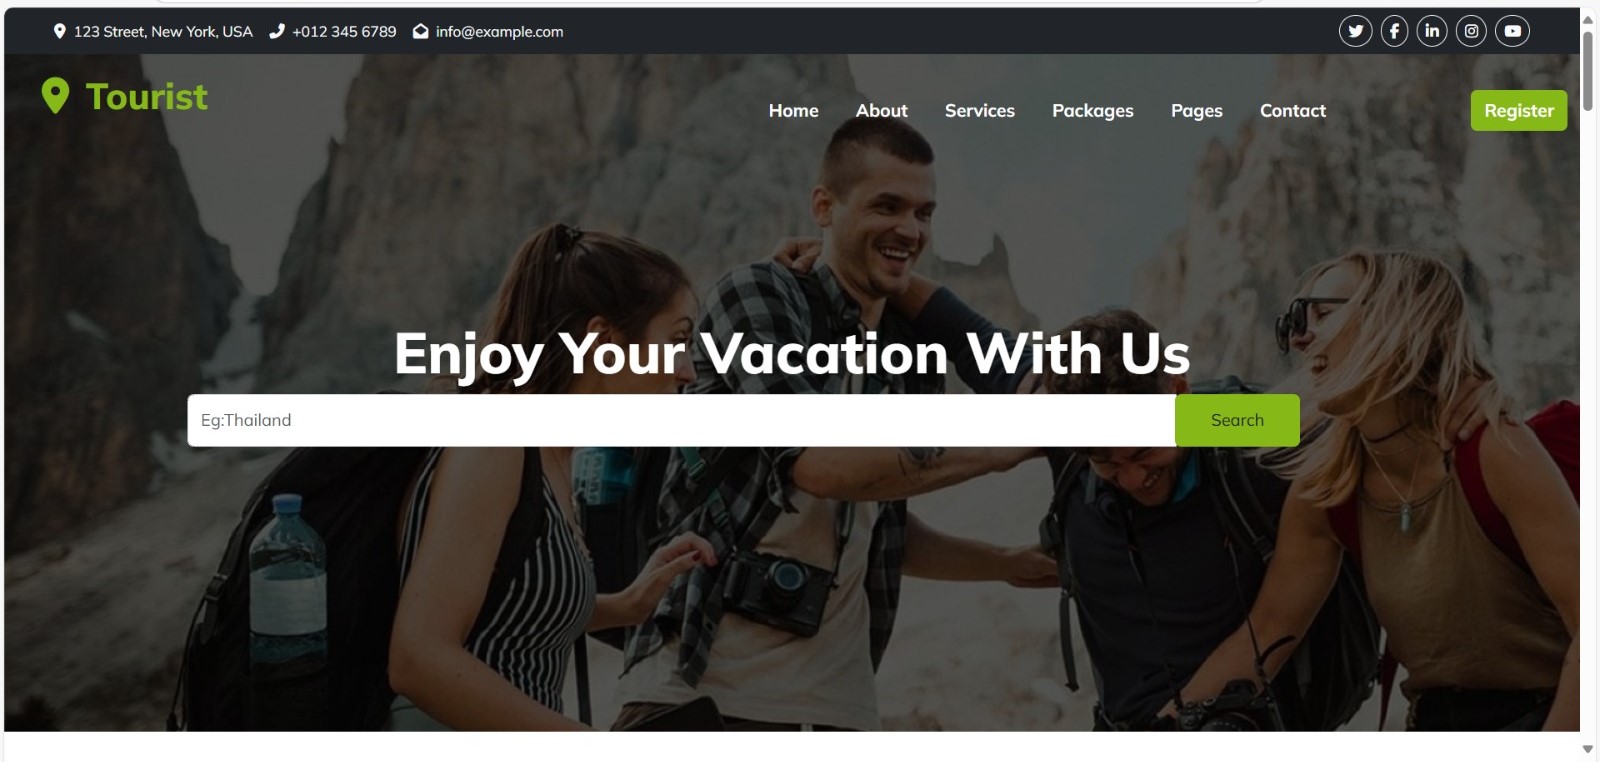 123 Street, New York, USA +012 345 6789 info@example.com
Tourist
Home About Services Packages Pages Contact Register
Enjoy Your Vacation With Us
Eg:Thailand Search